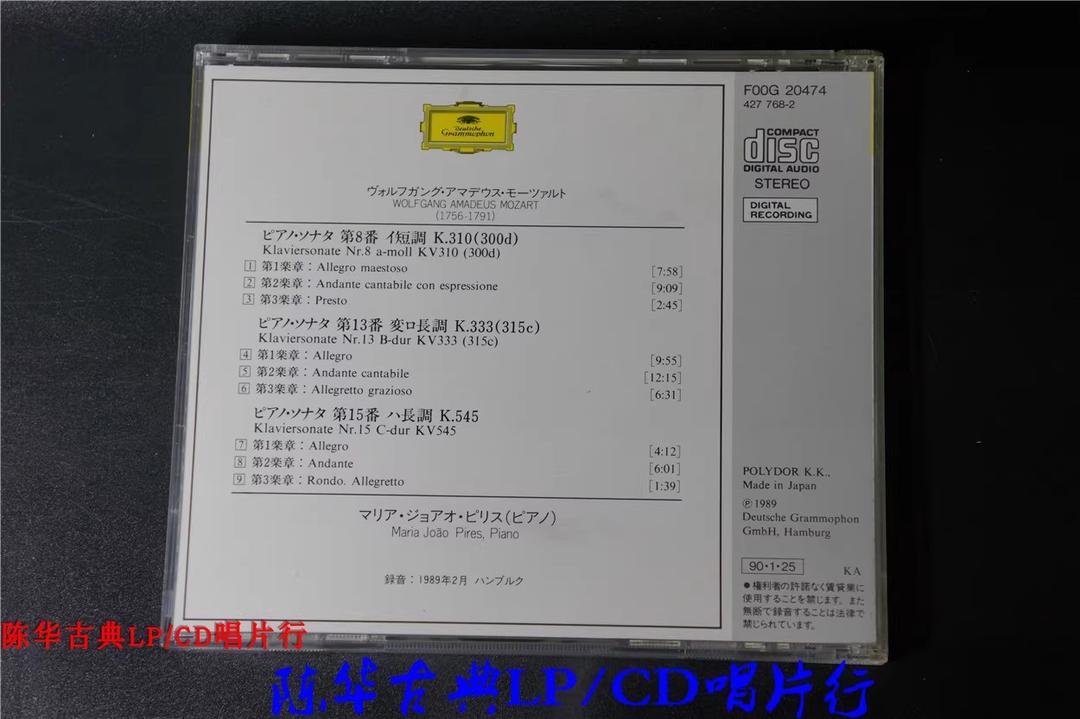 Deutsche
Grammophon
ヴォルフガング・アマデウス・モーツァルト
WOLFGANG AMADEUS MOZART
(1756-1791)
ピアノ・ソナタ 第8番 イ短調 K.310(300d)
Klaviersonate Nr.8 a-moll KV310 (300d)
1 第1楽章：Allegro maestoso [7:58]
2 第2楽章：Andante cantabile con espressione [9:09]
3 第3楽章：Presto [2:45]
ピアノ・ソナタ 第13番 変ロ長調 K.333(315c)
Klaviersonate Nr.13 B-dur KV333 (315c)
4 第1楽章：Allegro [9:55]
5 第2楽章：Andante cantabile [12:15]
6 第3楽章：Allegretto grazioso [6:31]
ピアノ・ソナタ 第15番 ハ長調 K.545
Klaviersonate Nr.15 C-dur KV545
7 第1楽章：Allegro [4:12]
8 第2楽章：Andante [6:01]
9 第3楽章：Rondo. Allegretto [1:39]
マリア・ジョアオ・ピリス(ピアノ)
Maria João Pires, Piano
録音：1989年2月 ハンブルク
F00G 20474
427 768-2
COMPACT
disc
DIGITAL AUDIO
STEREO
DIGITAL
RECORDING
POLYDOR K.K.,
Made in Japan
℗ 1989
Deutsche Grammophon
GmbH, Hamburg
90・1・25
KA
●権利者の許諾なく賃貸業に
使用することを禁じます。また
無断で録音することは法律で
禁じられています。
陈华古典LP/CD唱片行
陈华古典LP/CD唱片行